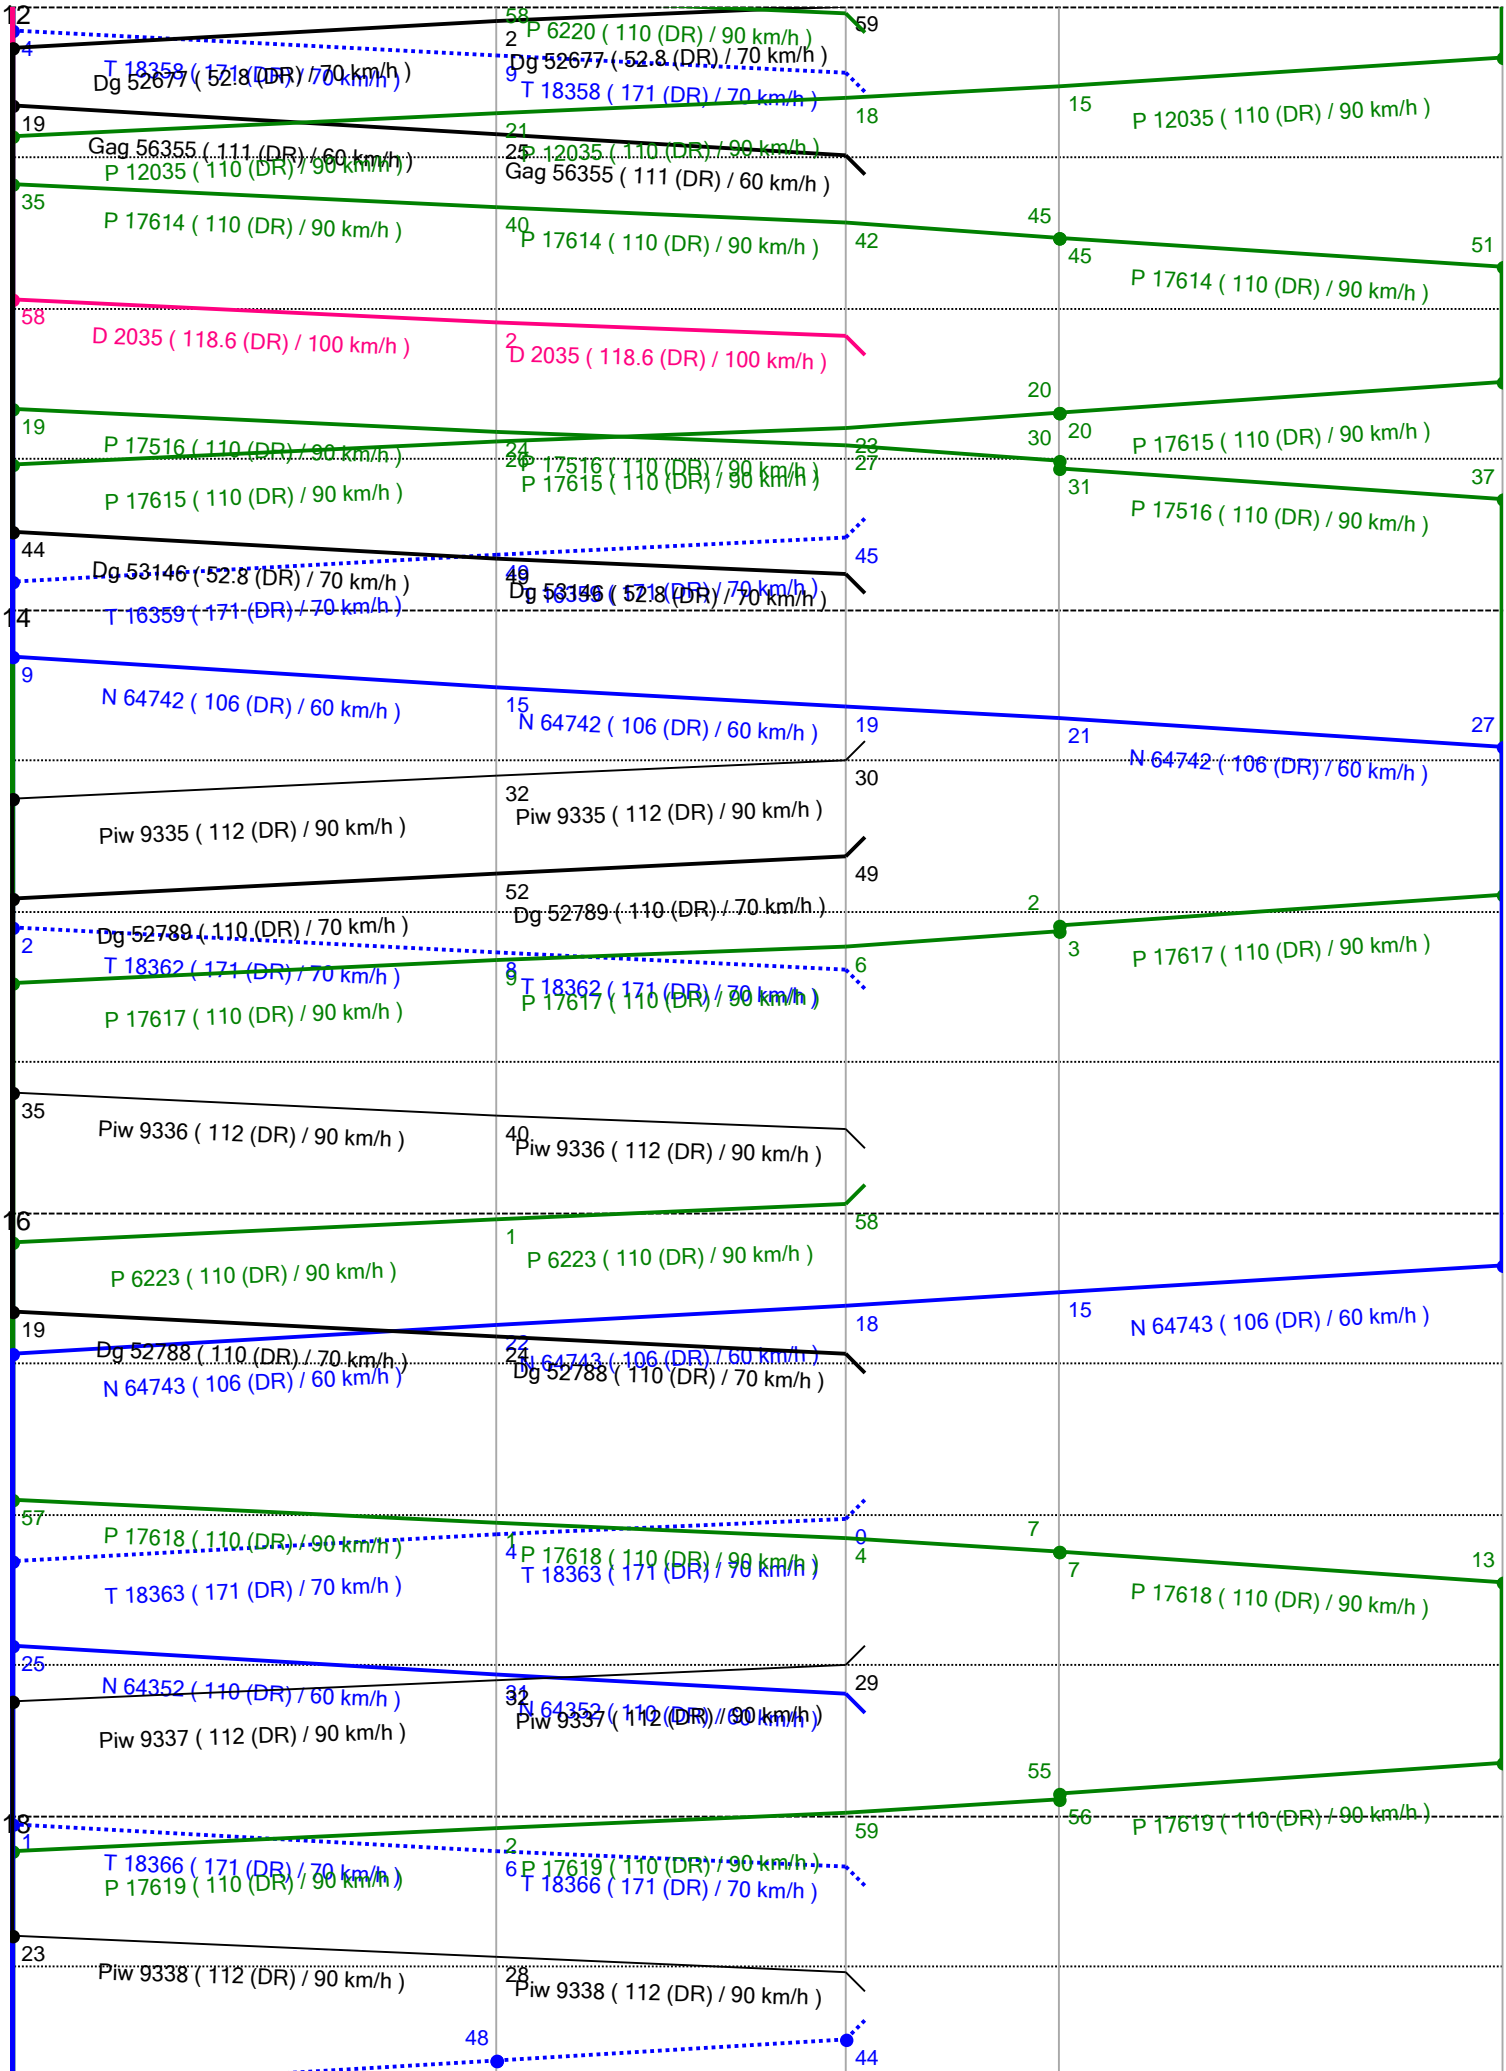 12
58
P 6220 ( 110 (DR) / 90 km/h )
59
4
2
T 18358 ( 171 (DR) / 70 km/h )
Dg 52677 ( 52.8 (DR) / 70 km/h )
Dg 52677 ( 52.8 (DR) / 70 km/h )
9
T 18358 ( 171 (DR) / 70 km/h )
18
15
P 12035 ( 110 (DR) / 90 km/h )
19
21
25
Gag 56355 ( 111 (DR) / 60 km/h )
P 12035 ( 110 (DR) / 90 km/h )
P 12035 ( 110 (DR) / 90 km/h )
Gag 56355 ( 111 (DR) / 60 km/h )
35
P 17614 ( 110 (DR) / 90 km/h )
40
P 17614 ( 110 (DR) / 90 km/h )
42
45
45
51
P 17614 ( 110 (DR) / 90 km/h )
58
D 2035 ( 118.6 (DR) / 100 km/h )
2
D 2035 ( 118.6 (DR) / 100 km/h )
20
19
P 17516 ( 110 (DR) / 90 km/h )
24
26
P 17516 ( 110 (DR) / 90 km/h )
23
27
30
20
P 17615 ( 110 (DR) / 90 km/h )
P 17615 ( 110 (DR) / 90 km/h )
P 17615 ( 110 (DR) / 90 km/h )
31
37
P 17516 ( 110 (DR) / 90 km/h )
44
Dg 53146 ( 52.8 (DR) / 70 km/h )
49
49
45
T 16359 ( 171 (DR) / 70 km/h )
Dg 53146 ( 52.8 (DR) / 70 km/h )
T 16359 ( 171 (DR) / 70 km/h )
14
9
N 64742 ( 106 (DR) / 60 km/h )
15
N 64742 ( 106 (DR) / 60 km/h )
19
21
27
N 64742 ( 106 (DR) / 60 km/h )
32
30
Piw 9335 ( 112 (DR) / 90 km/h )
Piw 9335 ( 112 (DR) / 90 km/h )
52
49
Dg 52789 ( 110 (DR) / 70 km/h )
Dg 52789 ( 110 (DR) / 70 km/h )
2
2
3
P 17617 ( 110 (DR) / 90 km/h )
T 18362 ( 171 (DR) / 70 km/h )
8
9
6
T 18362 ( 171 (DR) / 70 km/h )
P 17617 ( 110 (DR) / 90 km/h )
P 17617 ( 110 (DR) / 90 km/h )
35
Piw 9336 ( 112 (DR) / 90 km/h )
40
Piw 9336 ( 112 (DR) / 90 km/h )
16
1
58
P 6223 ( 110 (DR) / 90 km/h )
P 6223 ( 110 (DR) / 90 km/h )
19
22
24
18
15
N 64743 ( 106 (DR) / 60 km/h )
Dg 52788 ( 110 (DR) / 70 km/h )
N 64743 ( 106 (DR) / 60 km/h )
N 64743 ( 106 (DR) / 60 km/h )
Dg 52788 ( 110 (DR) / 70 km/h )
57
P 17618 ( 110 (DR) / 90 km/h )
1
4
P 17618 ( 110 (DR) / 90 km/h )
0
4
7
7
13
T 18363 ( 171 (DR) / 70 km/h )
T 18363 ( 171 (DR) / 70 km/h )
P 17618 ( 110 (DR) / 90 km/h )
25
N 64352 ( 110 (DR) / 60 km/h )
31
32
29
N 64352 ( 110 (DR) / 60 km/h )
Piw 9337 ( 112 (DR) / 90 km/h )
Piw 9337 ( 112 (DR) / 90 km/h )
55
56
P 17619 ( 110 (DR) / 90 km/h )
18
1
2
59
T 18366 ( 171 (DR) / 70 km/h )
P 17619 ( 110 (DR) / 90 km/h )
6
P 17619 ( 110 (DR) / 90 km/h )
T 18366 ( 171 (DR) / 70 km/h )
23
Piw 9338 ( 112 (DR) / 90 km/h )
28
Piw 9338 ( 112 (DR) / 90 km/h )
48
44